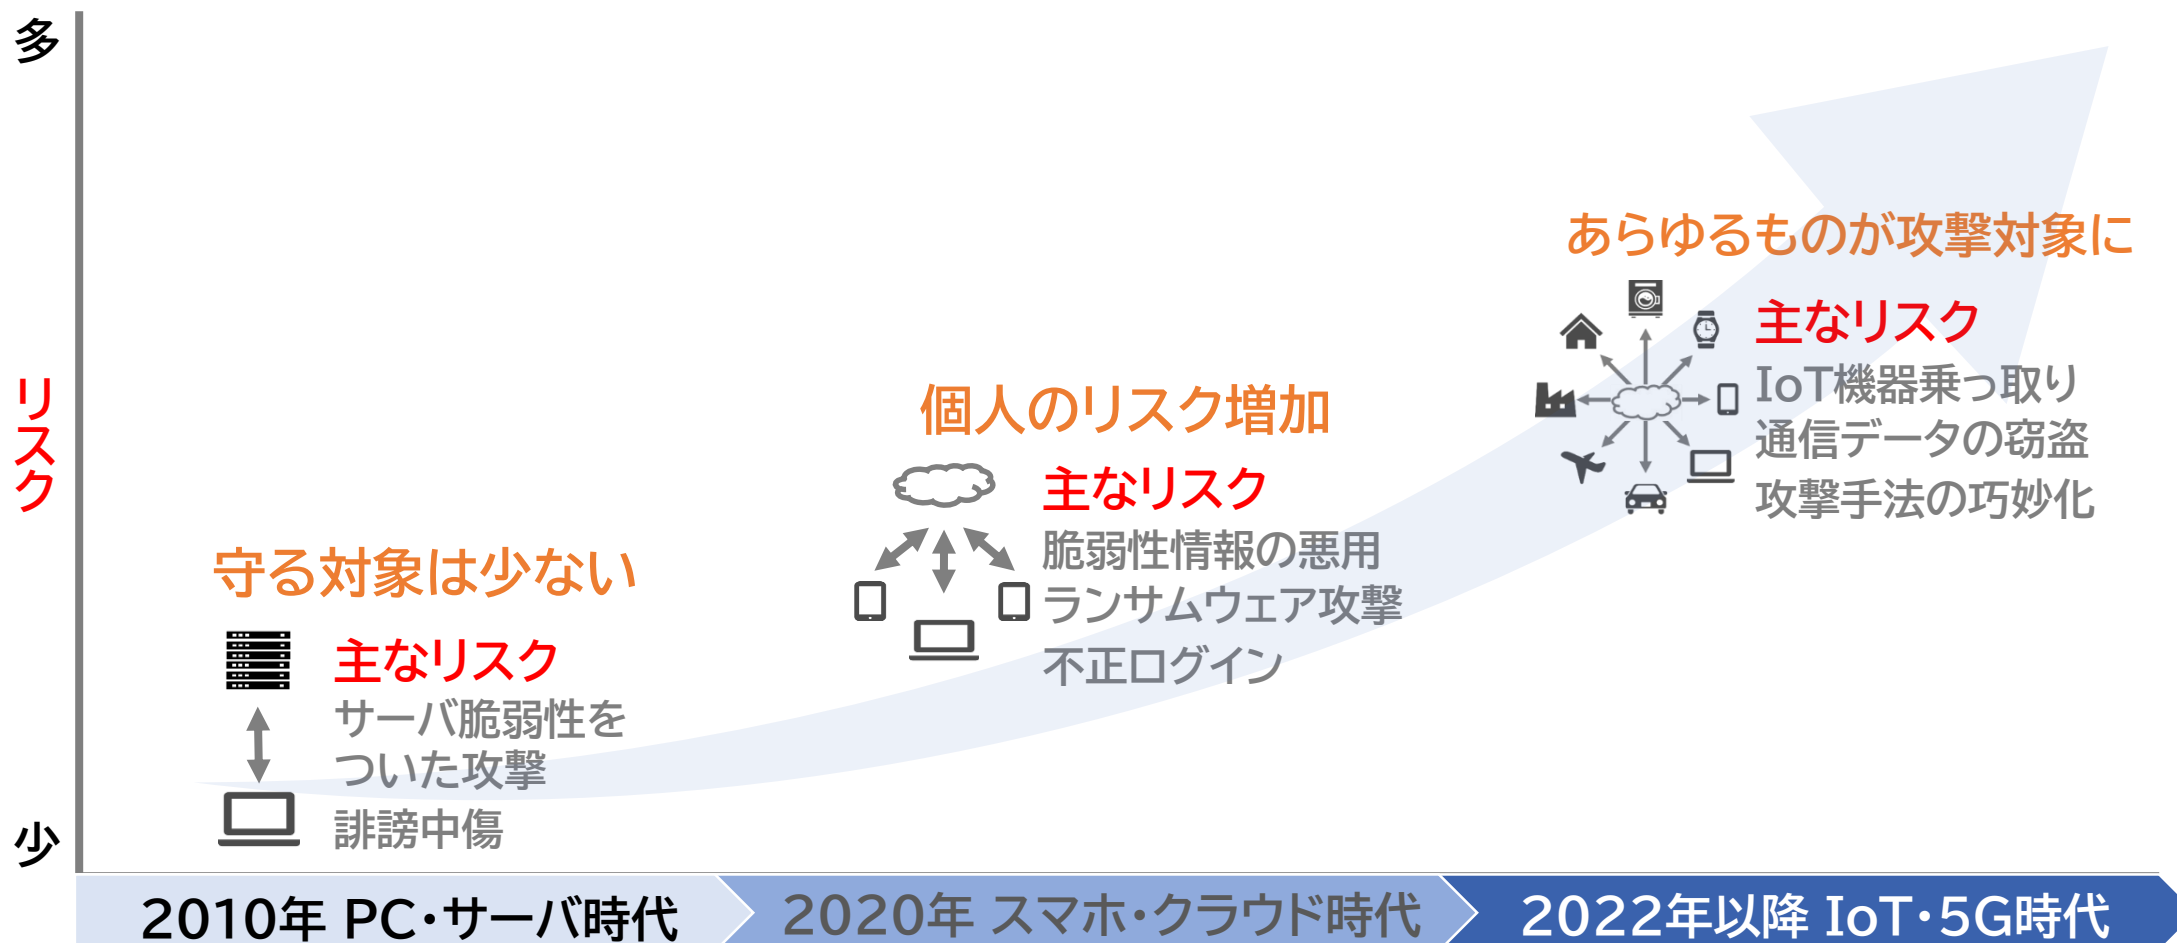 多
リスク
少
守る対象は少ない
主なリスク
サーバ脆弱性を
ついた攻撃
誹謗中傷
個人のリスク増加
主なリスク
脆弱性情報の悪用
ランサムウェア攻撃
不正ログイン
あらゆるものが攻撃対象に
主なリスク
IoT機器乗っ取り
通信データの窃盗
攻撃手法の巧妙化
2010年 PC・サーバ時代
2020年 スマホ・クラウド時代
2022年以降 IoT・5G時代